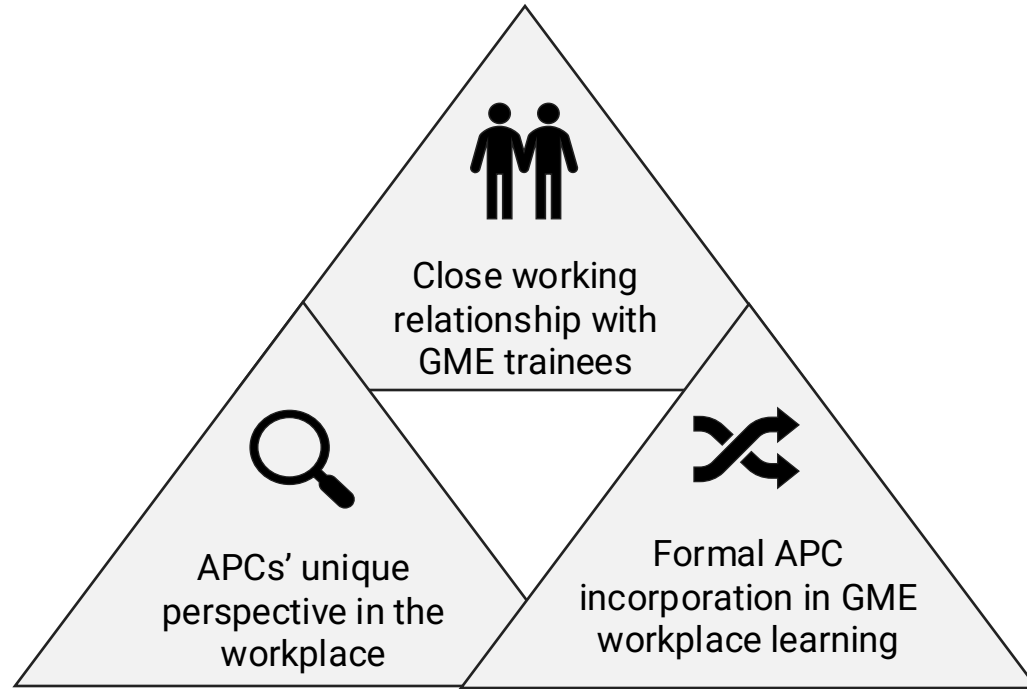 Close working
relationship with
GME trainees
APCs’ unique
perspective in the
workplace
Formal APC
incorporation in GME
workplace learning